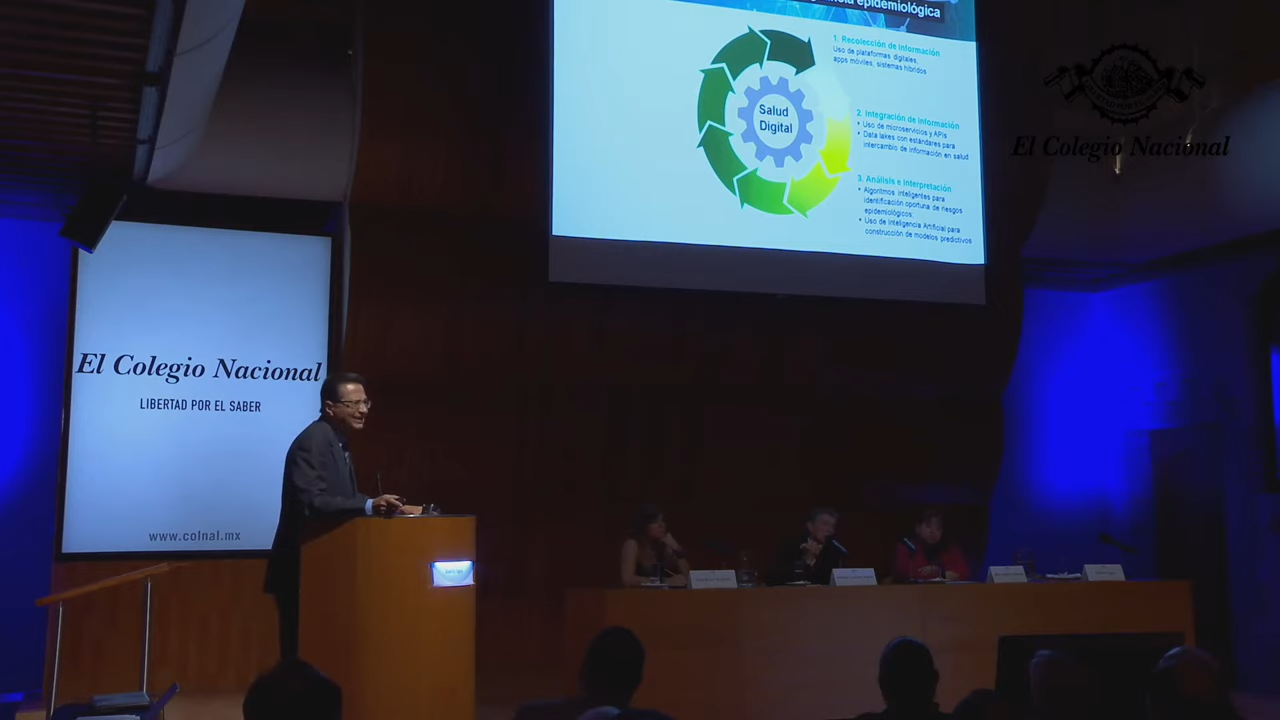 epidemiológica
1. Recolección de información
Uso de plataformas digitales,
apps móviles, sistemas híbridos
Salud
Digital
2. Integración de información
• Uso de microservicios y APIs
• Data lakes con estándares para
intercambio de información en salud
3. Análisis e Interpretación
• Algoritmos inteligentes para
identificación oportuna de riesgos
epidemiológicos;
• Uso de Inteligencia Artificial para
construcción de modelos predictivos
El Colegio Nacional
El Colegio Nacional
LIBERTAD POR EL SABER
www.colnal.mx